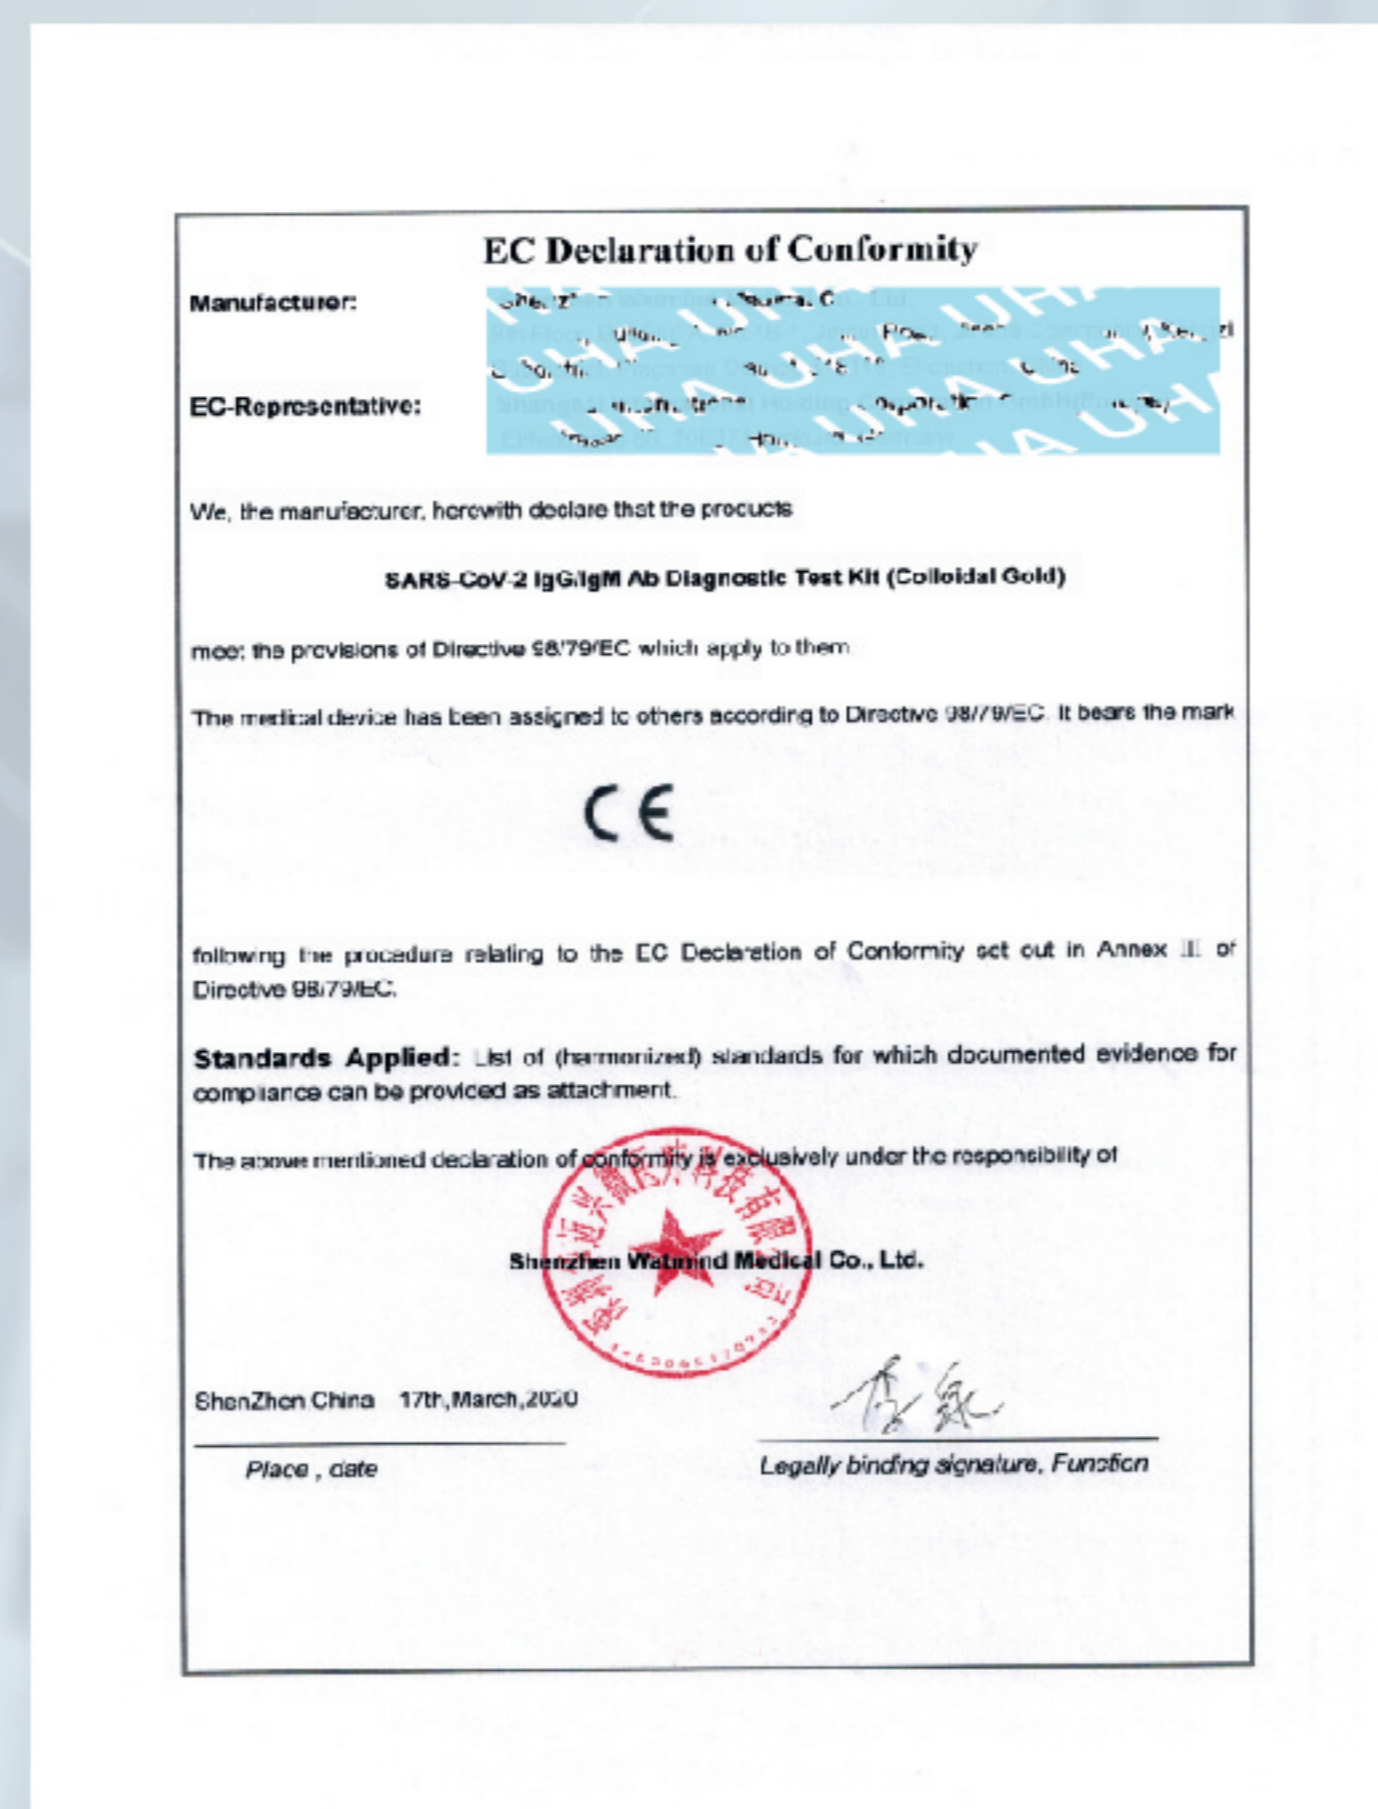 EC Declaration of Conformity
Manufacturer:
EC-Representative:
UHA UHA UHA UHA
We, the manufacturer, herewith declare that the products
SARS-CoV-2 IgG/IgM Ab Diagnostic Test Kit (Colloidal Gold)
meet the provisions of Directive 98/79/EC which apply to them
The medical device has been assigned to others according to Directive 98/79/EC. It bears the mark
CE
following the procedure relating to the EC Declaration of Conformity set out in Annex III of
Directive 98/79/EC.
Standards Applied: List of (harmonized) standards for which documented evidence for
compliance can be provided as attachment.
The above mentioned declaration of conformity is exclusively under the responsibility of
Shenzhen Watmind Medical Co., Ltd.
ShenZhen China 17th,March,2020
Place , date
Legally binding signature, Function